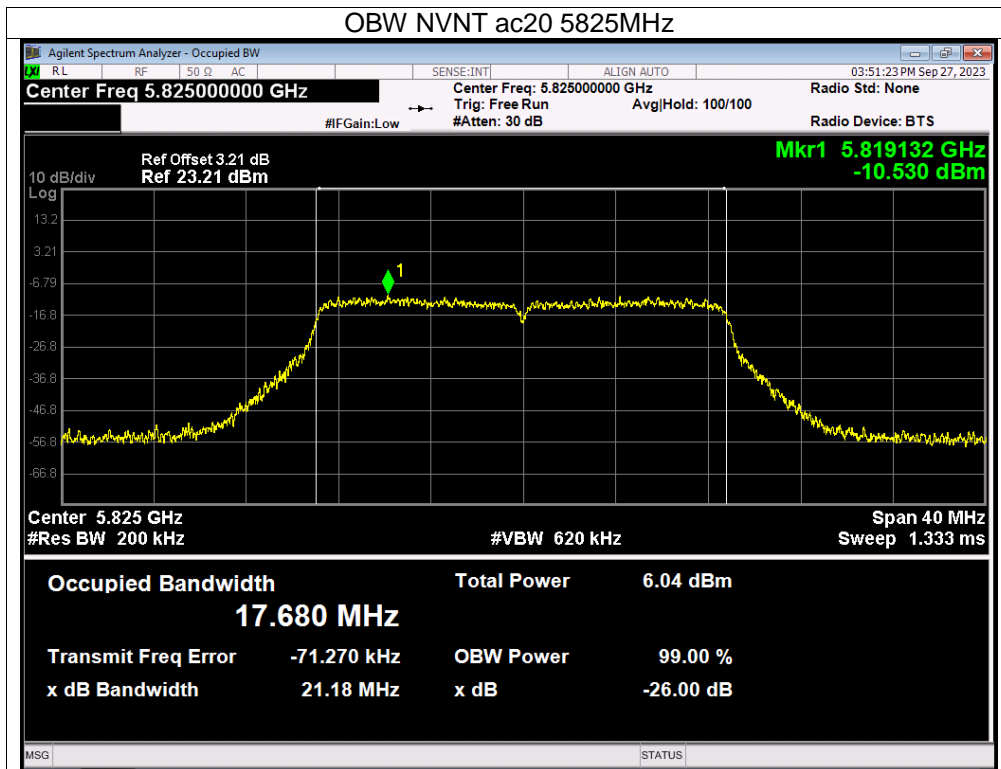 OBW NVNT ac20 5825MHz
Agilent Spectrum Analyzer - Occupied BW
LXI RL RF 50 Ω AC SENSE:INT ALIGN AUTO 03:51:23 PM Sep 27, 2023
Center Freq 5.825000000 GHz Center Freq: 5.825000000 GHz Radio Std: None
Trig: Free Run Avg|Hold: 100/100
#IFGain:Low #Atten: 30 dB Radio Device: BTS
Mkr1 5.819132 GHz
-10.530 dBm
Ref Offset 3.21 dB
10 dB/div Ref 23.21 dBm
Log
13.2
3.21
1
-6.79
-16.8
-26.8
-36.8
-46.8
-56.8
-66.8
Center 5.825 GHz Span 40 MHz
#Res BW 200 kHz #VBW 620 kHz Sweep 1.333 ms
Occupied Bandwidth Total Power 6.04 dBm
17.680 MHz
Transmit Freq Error -71.270 kHz OBW Power 99.00 %
x dB Bandwidth 21.18 MHz x dB -26.00 dB
MSG STATUS